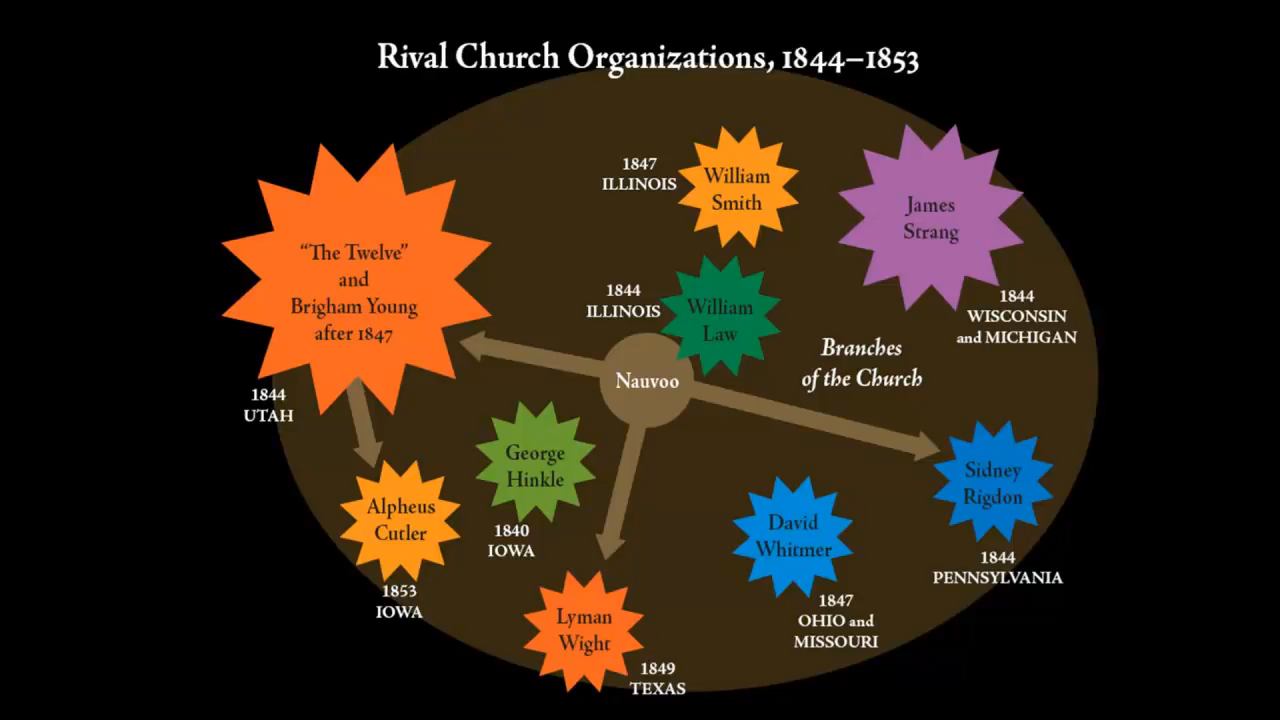 Rival Church Organizations, 1844–1853
1847
ILLINOIS
William
Smith
James
Strang
1844
WISCONSIN
and MICHIGAN
“The Twelve”
and
Brigham Young
after 1847
1844
UTAH
1844
ILLINOIS
William
Law
Branches
of the Church
Nauvoo
George
Hinkle
1840
IOWA
Alpheus
Cutler
1853
IOWA
Sidney
Rigdon
1844
PENNSYLVANIA
David
Whitmer
1847
OHIO and
MISSOURI
Lyman
Wight
1849
TEXAS